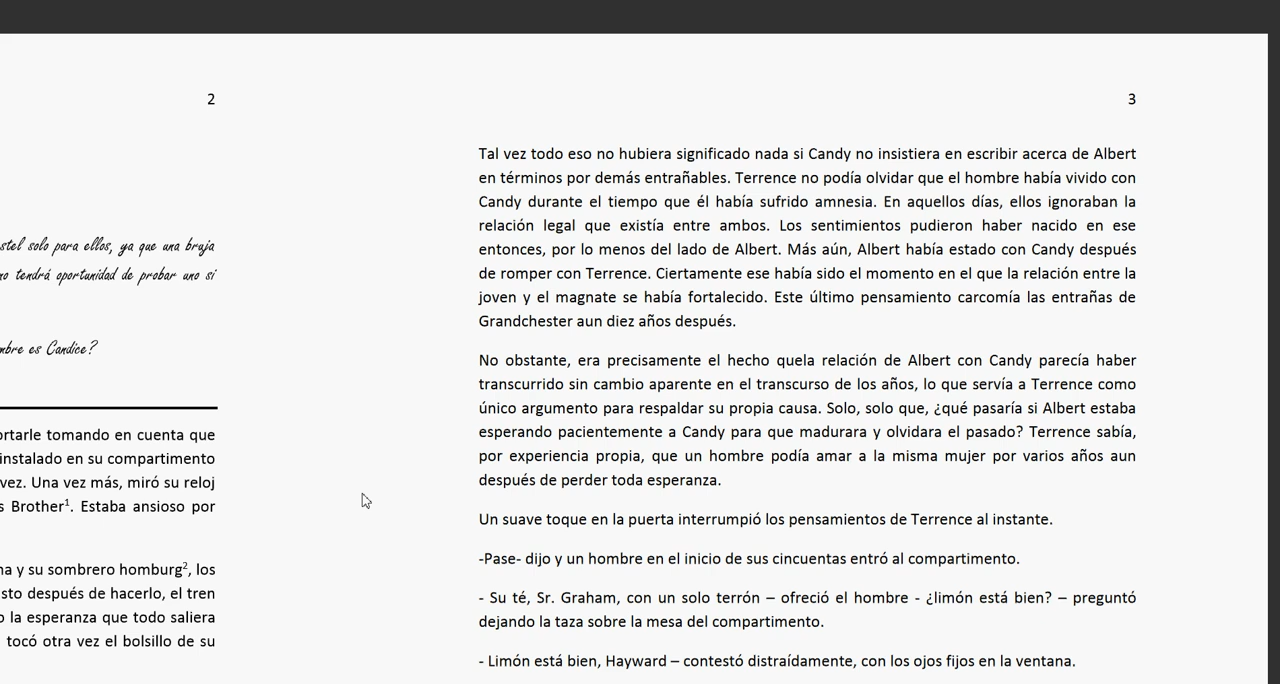 2
stel solo para ellos, ya que una bruja
no tendrá oportunidad de probar uno si
mbre es Candice?
ortarle tomando en cuenta que
instalado en su compartimento
vez. Una vez más, miró su reloj
s Brother¹. Estaba ansioso por
na y su sombrero homburg², los
sto después de hacerlo, el tren
o la esperanza que todo saliera
tocó otra vez el bolsillo de su
3
Tal vez todo eso no hubiera significado nada si Candy no insistiera en escribir acerca de Albert
en términos por demás entrañables. Terrence no podía olvidar que el hombre había vivido con
Candy durante el tiempo que él había sufrido amnesia. En aquellos días, ellos ignoraban la
relación legal que existía entre ambos. Los sentimientos pudieron haber nacido en ese
entonces, por lo menos del lado de Albert. Más aún, Albert había estado con Candy después
de romper con Terrence. Ciertamente ese había sido el momento en el que la relación entre la
joven y el magnate se había fortalecido. Este último pensamiento carcomía las entrañas de
Grandchester aun diez años después.
No obstante, era precisamente el hecho quela relación de Albert con Candy parecía haber
transcurrido sin cambio aparente en el transcurso de los años, lo que servía a Terrence como
único argumento para respaldar su propia causa. Solo, solo que, ¿qué pasaría si Albert estaba
esperando pacientemente a Candy para que madurara y olvidara el pasado? Terrence sabía,
por experiencia propia, que un hombre podía amar a la misma mujer por varios años aun
después de perder toda esperanza.
Un suave toque en la puerta interrumpió los pensamientos de Terrence al instante.
-Pase- dijo y un hombre en el inicio de sus cincuentas entró al compartimento.
- Su té, Sr. Graham, con un solo terrón – ofreció el hombre - ¿limón está bien? – preguntó
dejando la taza sobre la mesa del compartimento.
- Limón está bien, Hayward – contestó distraídamente, con los ojos fijos en la ventana.